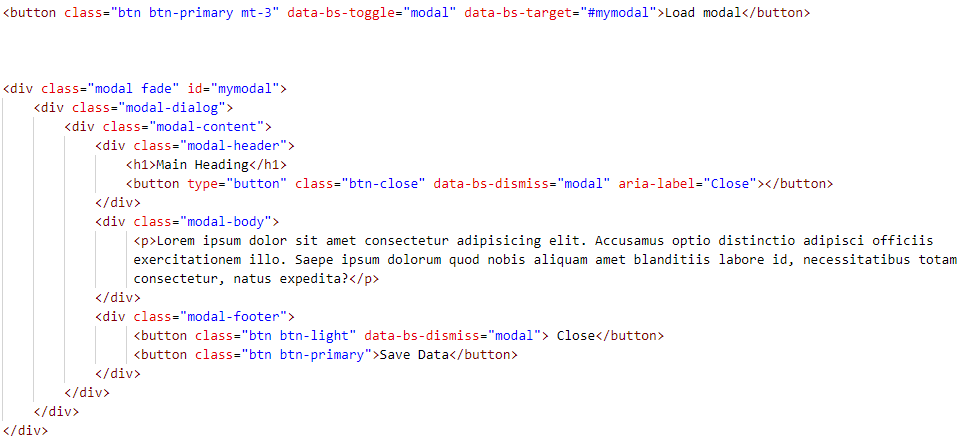 <button class="btn btn-primary mt-3" data-bs-toggle="modal" data-bs-target="#mymodal">Load modal</button>
<div class="modal fade" id="mymodal">
<div class="modal-dialog">
<div class="modal-content">
<div class="modal-header">
<h1>Main Heading</h1>
<button type="button" class="btn-close" data-bs-dismiss="modal" aria-label="Close"></button>
</div>
<div class="modal-body">
<p>Lorem ipsum dolor sit amet consectetur adipisicing elit. Accusamus optio distinctio adipisci officiis
exercitationem illo. Saepe ipsum dolorum quod nobis aliquam amet blanditiis labore id, necessitatibus totam
consectetur, natus expedita?</p>
</div>
<div class="modal-footer">
<button class="btn btn-light" data-bs-dismiss="modal"> Close</button>
<button class="btn btn-primary">Save Data</button>
</div>
</div>
</div>
</div>